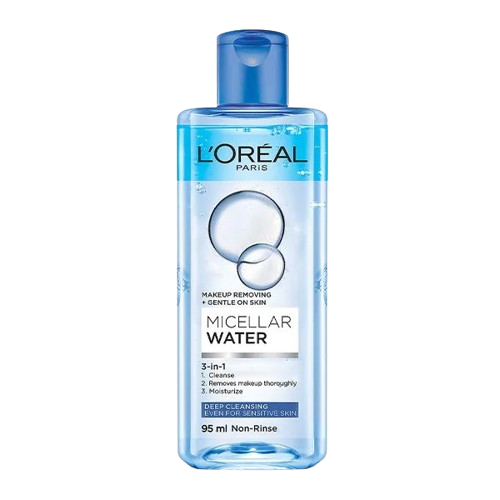 L'ORÉAL
PARIS
MAKEUP REMOVING
+ GENTLE ON SKIN
MICELLAR
WATER
3-in-1
1. Cleanse
2. Removes makeup thoroughly
3. Moisturize
DEEP CLEANSING
EVEN FOR SENSITIVE SKIN
95 ml Non-Rinse